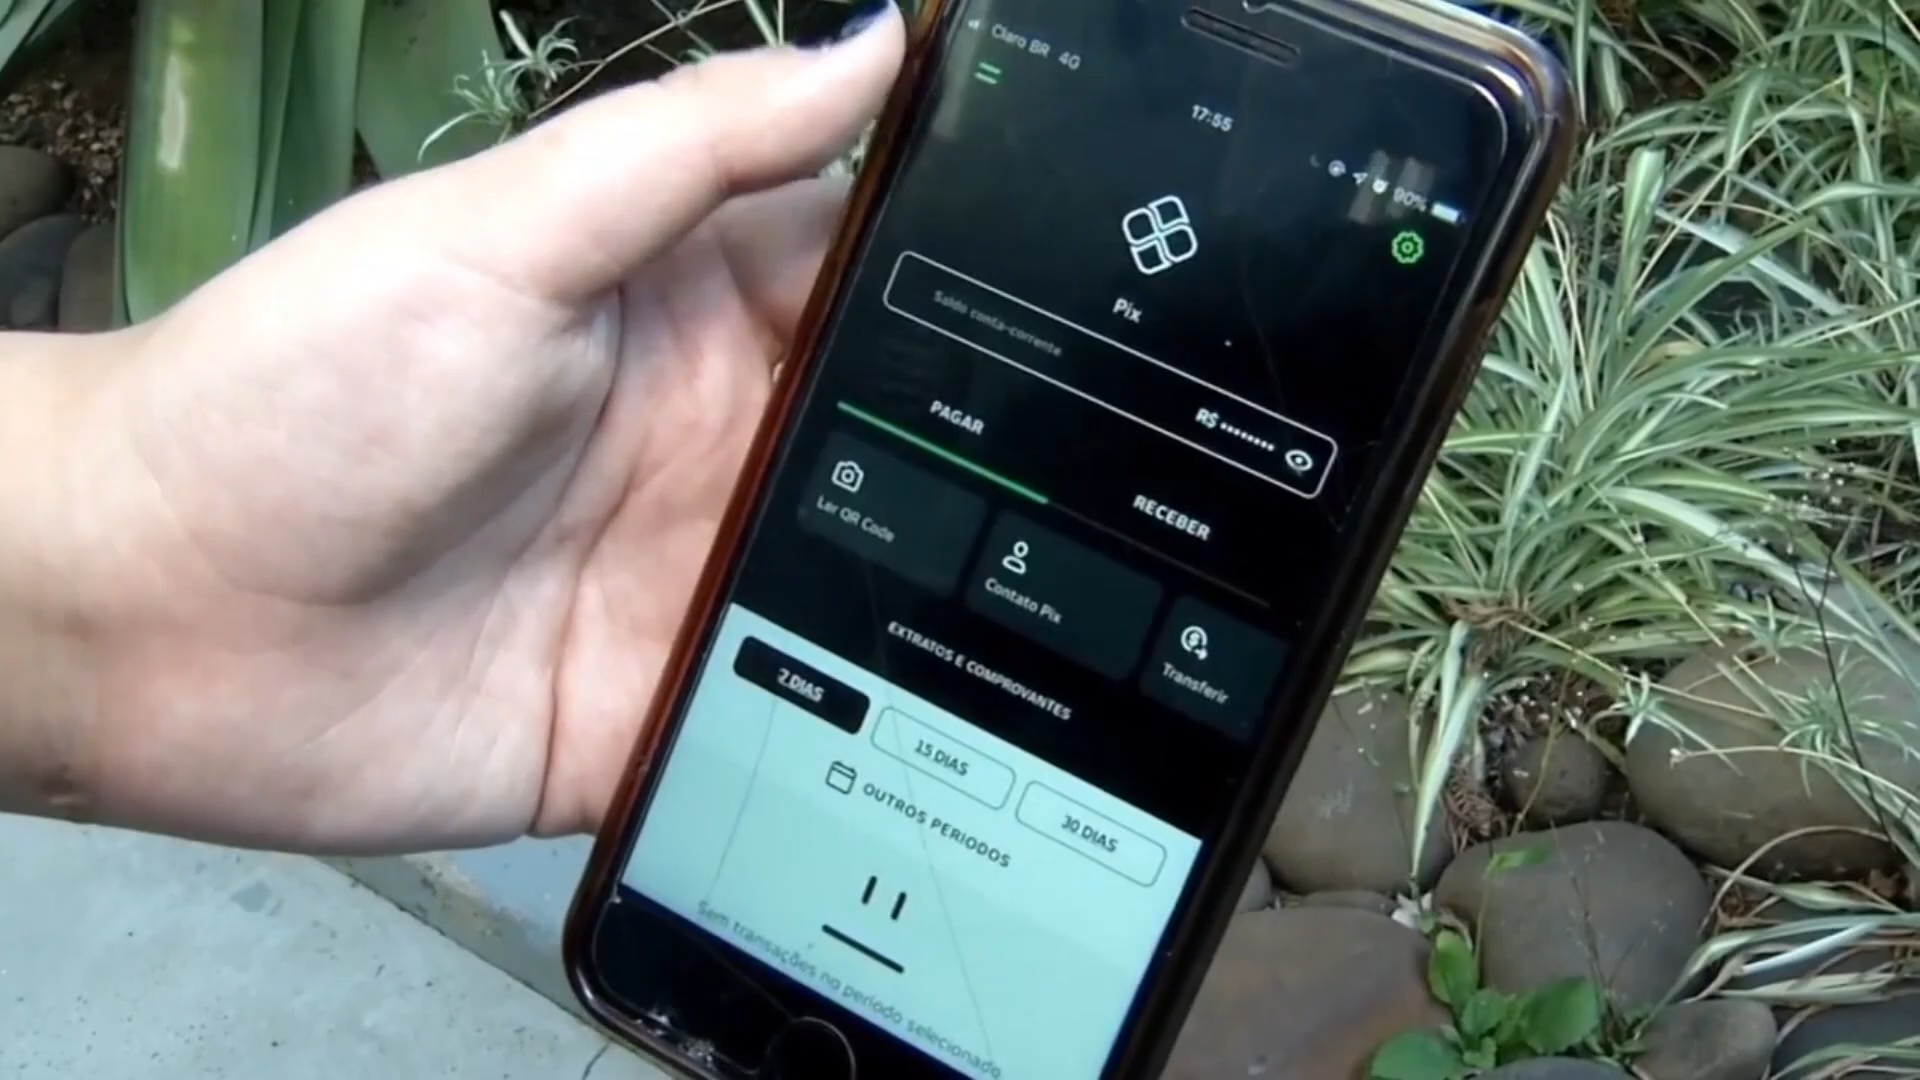 Claro BR 4G
17:55
90%
Pix
Saldo conta-corrente
R$ ••••••••
PAGAR
RECEBER
Ler QR Code
Contato Pix
Transferir
EXTRATOS E COMPROVANTES
7 DIAS
15 DIAS
30 DIAS
OUTROS PERIODOS
Sem transações no período selecionado